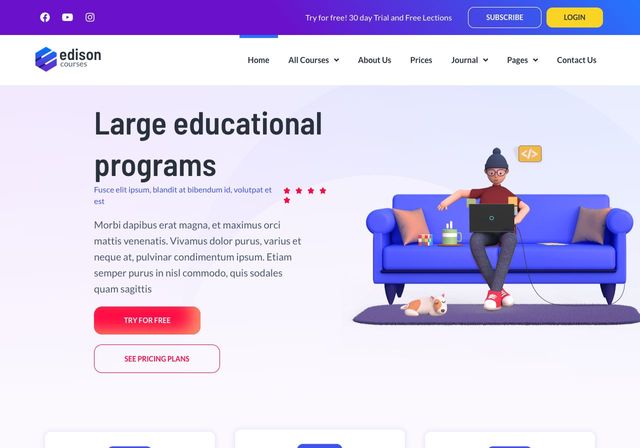 Try for free! 30 day Trial and Free Lections
SUBSCRIBE
LOGIN
edison
courses
Home
All Courses
About Us
Prices
Journal
Pages
Contact Us
Large educational
programs
Fusce elit ipsum, blandit at bibendum id, volutpat et
est
Morbi dapibus erat magna, et maximus orci
mattis venenatis. Vivamus dolor purus, varius et
neque at, pulvinar condimentum ipsum. Etiam
semper purus in nisl commodo, quis sodales
quam sagittis
TRY FOR FREE
SEE PRICING PLANS